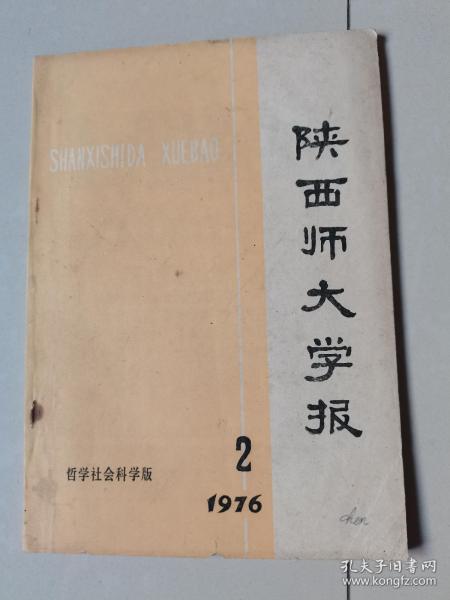 SHANXISHIDA XUEBAO
陕西师大学报
哲学社会科学版
2
1976
chen
孔夫子旧书网
www.kongfz.com